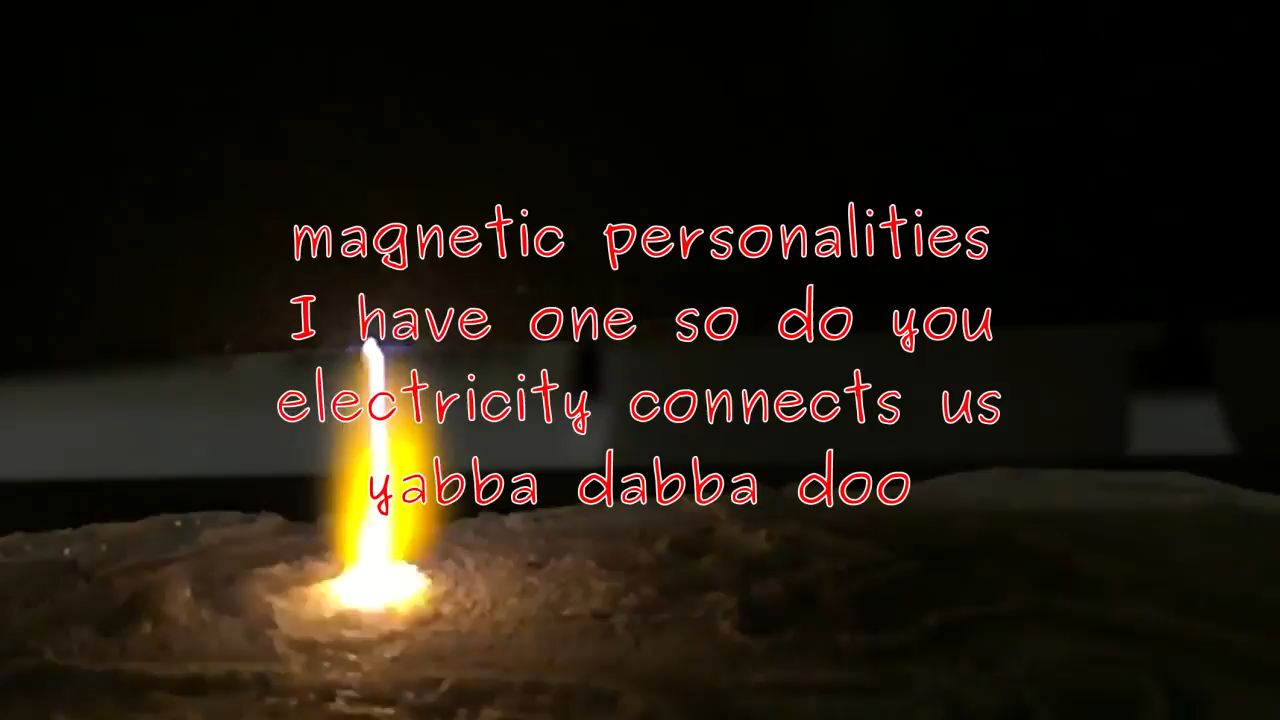 magnetic personalities
I have one so do you
electricity connects us
yabba dabba doo